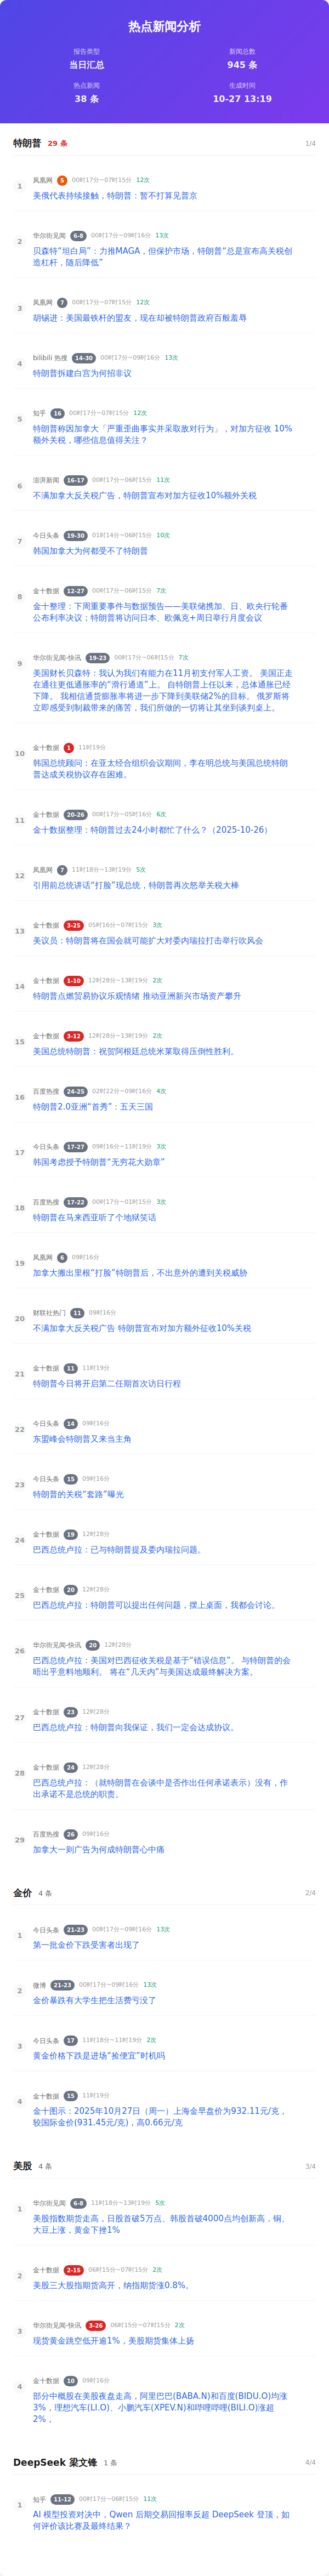 热点新闻分析
报告类型
当日汇总
新闻总数
945 条
热点新闻
38 条
生成时间
10-27 13:19
特朗普 29 条 1/4
1
凤凰网 5 00时17分~07时15分 12次
美俄代表持续接触，特朗普：暂不打算见普京
2
华尔街见闻 6-8 00时17分~09时16分 13次
贝森特“坦白局”：力推MAGA，但保护市场，特朗普“总是宣布高关税创
造杠杆，随后降低”
3
凤凰网 7 00时17分~07时15分 12次
胡锡进：美国最铁杆的盟友，现在却被特朗普政府百般羞辱
4
bilibili 热搜 14-30 00时17分~09时16分 13次
特朗普拆建白宫为何招非议
5
知乎 16 00时17分~07时15分 12次
特朗普称因加拿大「严重歪曲事实并采取敌对行为」，对加方征收 10%
额外关税，哪些信息值得关注？
6
澎湃新闻 16-17 00时17分~06时15分 11次
不满加拿大反关税广告，特朗普宣布对加方征收10%额外关税
7
今日头条 19-30 01时14分~06时15分 10次
韩国加拿大为何都受不了特朗普
8
金十数据 12-27 00时17分~06时15分 7次
金十整理：下周重要事件与数据预告——美联储携加、日、欧央行轮番
公布利率决议；特朗普将访问日本、欧佩克+周日举行月度会议
9
华尔街见闻-快讯 19-23 00时17分~06时15分 7次
美国财长贝森特：我认为我们有能力在11月初支付军人工资。 美国正走
在通往更低通胀率的“滑行通道”上。 自特朗普上任以来，总体通胀已经
下降。 我相信通货膨胀率将进一步下降到美联储2%的目标。 俄罗斯将
立即感受到制裁带来的痛苦，我们所做的一切将让其坐到谈判桌上。
10
金十数据 1 11时19分
韩国总统顾问：在亚太经合组织会议期间，李在明总统与美国总统特朗
普达成关税协议存在困难。
11
金十数据 20-26 00时17分~05时16分 6次
金十数据整理：特朗普过去24小时都忙了什么？（2025-10-26）
12
凤凰网 7 11时18分~13时19分 5次
引用前总统讲话“打脸”现总统，特朗普再次怒举关税大棒
13
金十数据 3-25 05时16分~07时15分 3次
美议员：特朗普将在国会就可能扩大对委内瑞拉打击举行吹风会
14
金十数据 1-10 12时28分~13时19分 2次
特朗普点燃贸易协议乐观情绪 推动亚洲新兴市场资产攀升
15
金十数据 3-12 12时28分~13时19分 2次
美国总统特朗普：祝贺阿根廷总统米莱取得压倒性胜利。
16
百度热搜 24-25 02时22分~09时16分 4次
特朗普2.0亚洲“首秀”：五天三国
17
今日头条 17-27 09时16分~11时19分 3次
韩国考虑授予特朗普“无穷花大勋章”
18
百度热搜 17-22 00时17分~01时15分 3次
特朗普在马来西亚听了个地狱笑话
19
凤凰网 6 09时16分
加拿大搬出里根“打脸”特朗普后，不出意外的遭到关税威胁
20
财联社热门 11 09时16分
不满加拿大反关税广告 特朗普宣布对加方额外征收10%关税
21
金十数据 11 11时19分
特朗普今日将开启第二任期首次访日行程
22
今日头条 14 09时16分
东盟峰会特朗普又来当主角
23
今日头条 15 09时16分
特朗普的关税“套路”曝光
24
金十数据 19 12时28分
巴西总统卢拉：已与特朗普提及委内瑞拉问题。
25
金十数据 20 12时28分
巴西总统卢拉：特朗普可以提出任何问题，摆上桌面，我都会讨论。
26
华尔街见闻-快讯 20 12时28分
巴西总统卢拉：美国对巴西征收关税是基于“错误信息”。 与特朗普的会
晤出乎意料地顺利。 将在“几天内”与美国达成最终解决方案。
27
金十数据 23 12时28分
巴西总统卢拉：特朗普向我保证，我们一定会达成协议。
28
金十数据 24 12时28分
巴西总统卢拉：（就特朗普在会谈中是否作出任何承诺表示）没有，作
出承诺不是总统的职责。
29
百度热搜 26 09时16分
加拿大一则广告为何成特朗普心中痛
金价 4 条 2/4
1
今日头条 21-23 00时17分~09时16分 13次
第一批金价下跌受害者出现了
2
微博 21-23 00时17分~09时16分 13次
金价暴跌有大学生把生活费亏没了
3
今日头条 17 11时18分~11时19分 2次
黄金价格下跌是进场“捡便宜”时机吗
4
金十数据 15 11时19分
金十图示：2025年10月27日（周一）上海金早盘价为932.11元/克，
较国际金价(931.45元/克)，高0.66元/克
美股 4 条 3/4
1
华尔街见闻 6-8 11时18分~13时19分 5次
美股指数期货走高，日股首破5万点、韩股首破4000点均创新高，铜、
大豆上涨，黄金下挫1%
2
金十数据 2-15 06时15分~07时15分 2次
美股三大股指期货高开，纳指期货涨0.8%。
3
华尔街见闻-快讯 3-26 06时15分~07时15分 2次
现货黄金跳空低开逾1%，美股期货集体上扬
4
金十数据 10 09时16分
部分中概股在美股夜盘走高，阿里巴巴(BABA.N)和百度(BIDU.O)均涨
3%，理想汽车(LI.O)、小鹏汽车(XPEV.N)和哔哩哔哩(BILI.O)涨超
2%，
DeepSeek 梁文锋 1 条 4/4
1
知乎 11-12 00时17分~06时15分 11次
AI 模型投资对决中，Qwen 后期交易回报率反超 DeepSeek 登顶，如
何评价该比赛及最终结果？